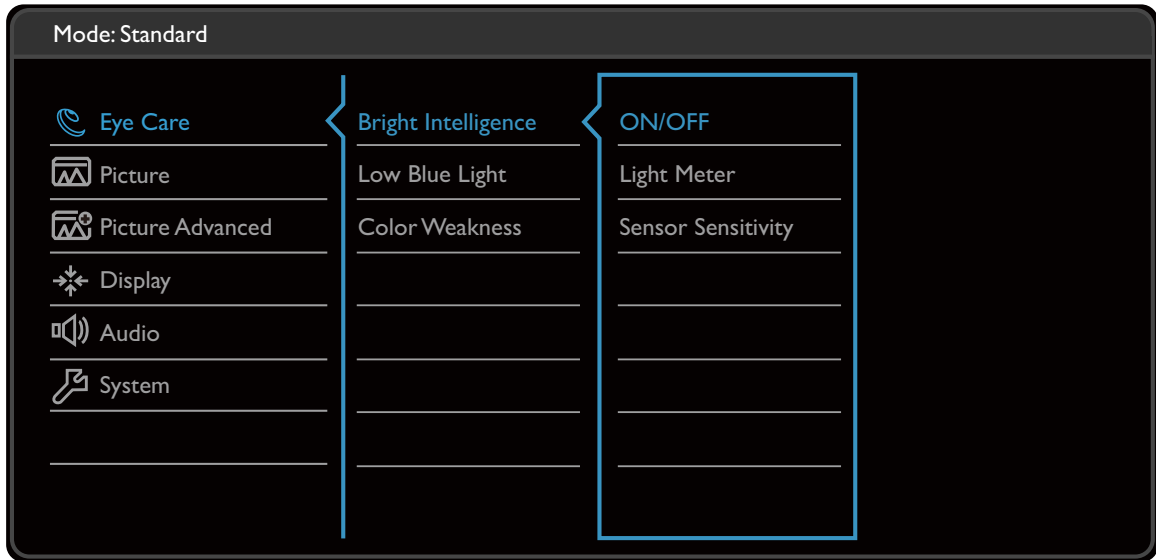 Mode: Standard
Eye Care
Picture
Picture Advanced
Display
Audio
System
Bright Intelligence
Low Blue Light
Color Weakness
ON/OFF
Light Meter
Sensor Sensitivity